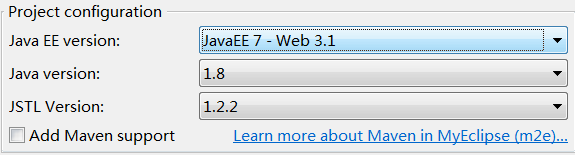 Project configuration
Java EE version: JavaEE 7 - Web 3.1
Java version: 1.8
JSTL Version: 1.2.2
Add Maven support Learn more about Maven in MyEclipse (m2e)...